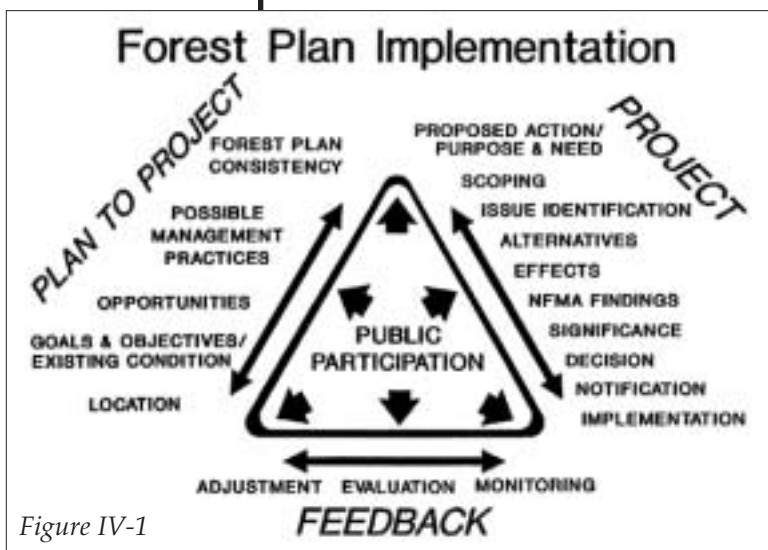 Forest Plan Implementation
PLAN TO PROJECT
FOREST PLAN
CONSISTENCY
POSSIBLE
MANAGEMENT
PRACTICES
OPPORTUNITIES
GOALS & OBJECTIVES/
EXISTING CONDITION
LOCATION
PUBLIC
PARTICIPATION
PROJECT
PROPOSED ACTION/
PURPOSE & NEED
SCOPING
ISSUE IDENTIFICATION
ALTERNATIVES
EFFECTS
NFMA FINDINGS
SIGNIFICANCE
DECISION
NOTIFICATION
IMPLEMENTATION
ADJUSTMENT EVALUATION MONITORING
FEEDBACK
Figure IV-1